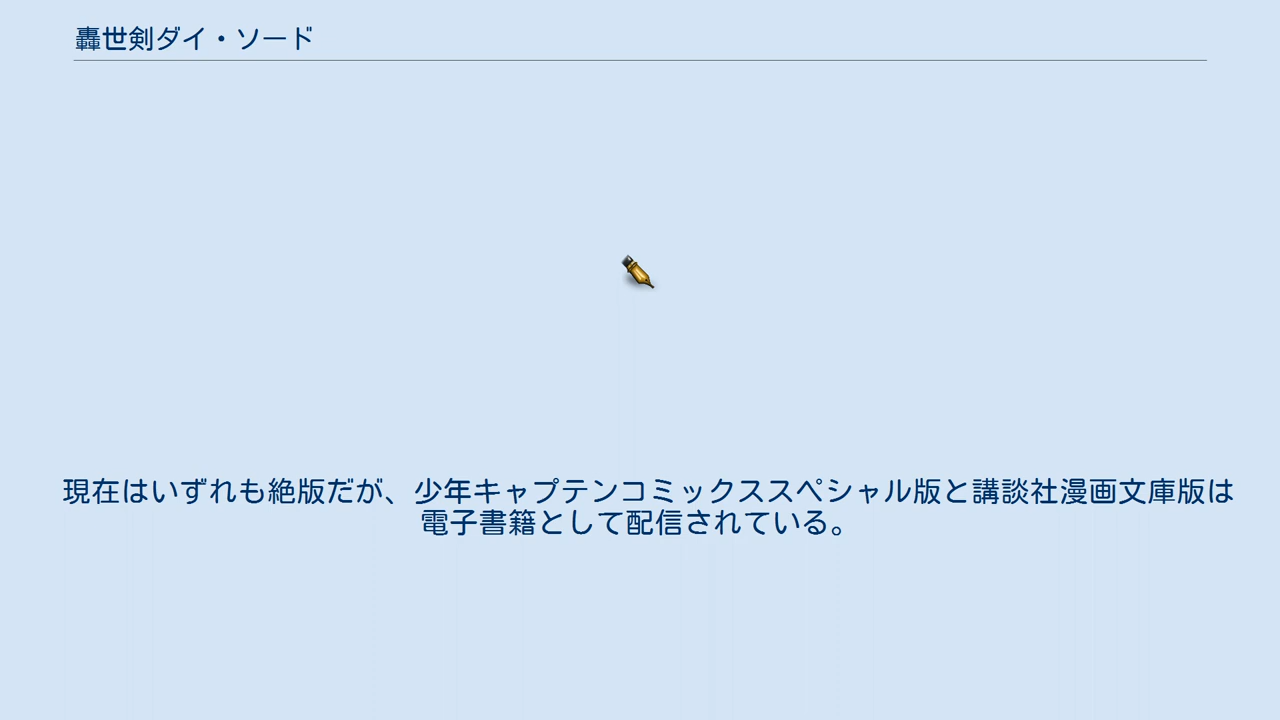 轟世剣ダイ・ソード
現在はいずれも絶版だが、少年キャプテンコミックススペシャル版と講談社漫画文庫版は
電子書籍として配信されている。